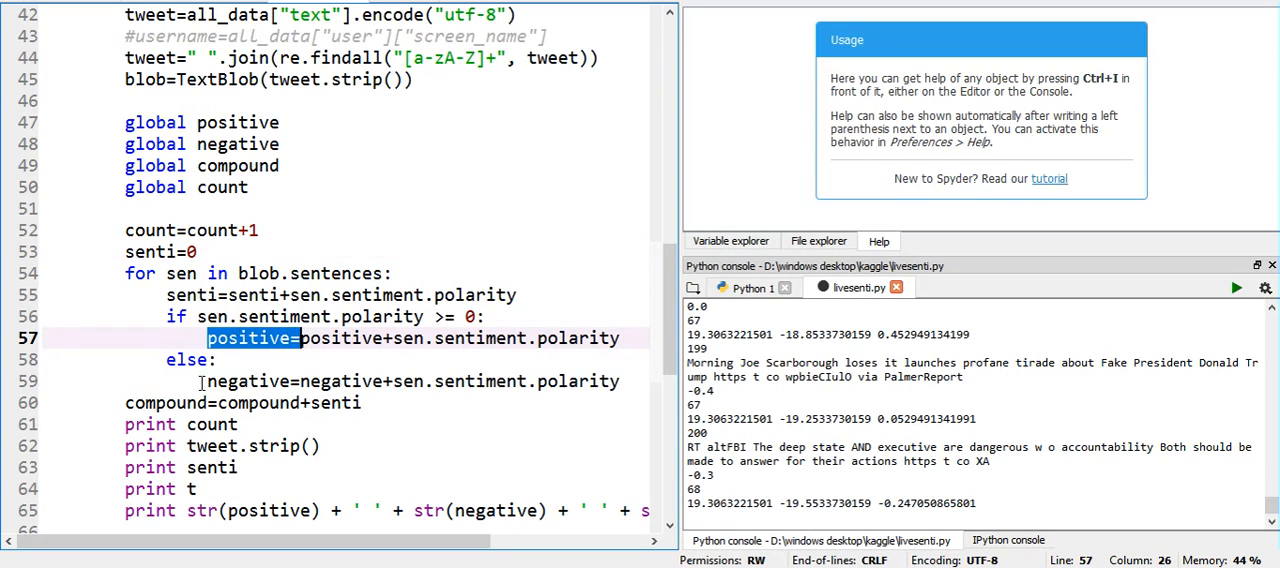 42 tweet=all_data["text"].encode("utf-8")
43 #username=all_data["user"]["screen_name"]
44 tweet=" ".join(re.findall("[a-zA-Z]+", tweet))
45 blob=TextBlob(tweet.strip())
46
47 global positive
48 global negative
49 global compound
50 global count
51
52 count=count+1
53 senti=0
54 for sen in blob.sentences:
55 senti=senti+sen.sentiment.polarity
56 if sen.sentiment.polarity >= 0:
57 positive=positive+sen.sentiment.polarity
58 else:
59 negative=negative+sen.sentiment.polarity
60 compound=compound+senti
61 print count
62 print tweet.strip()
63 print senti
64 print t
65 print str(positive) + ' ' + str(negative) + ' ' + s
66
Usage
Here you can get help of any object by pressing Ctrl+I in
front of it, either on the Editor or the Console.
Help can also be shown automatically after writing a left
parenthesis next to an object. You can activate this
behavior in Preferences > Help.
New to Spyder? Read our tutorial
Variable explorer File explorer Help
Python console - D:\windows desktop\kaggle\livesenti.py
Python 1 livesenti.py
0.0
67
19.3063221501 -18.8533730159 0.452949134199
199
Morning Joe Scarborough loses it launches profane tirade about Fake President Donald Tr
ump https t co wpbieCIulO via PalmerReport
-0.4
67
19.3063221501 -19.2533730159 0.0529491341991
200
RT altFBI The deep state AND executive are dangerous w o accountability Both should be
made to answer for their actions https t co XA
-0.3
68
19.3063221501 -19.5533730159 -0.247050865801
Python console - D:\windows desktop\kaggle\livesenti.py IPython console
Permissions: RW End-of-lines: CRLF Encoding: UTF-8 Line: 57 Column: 26 Memory: 44 %